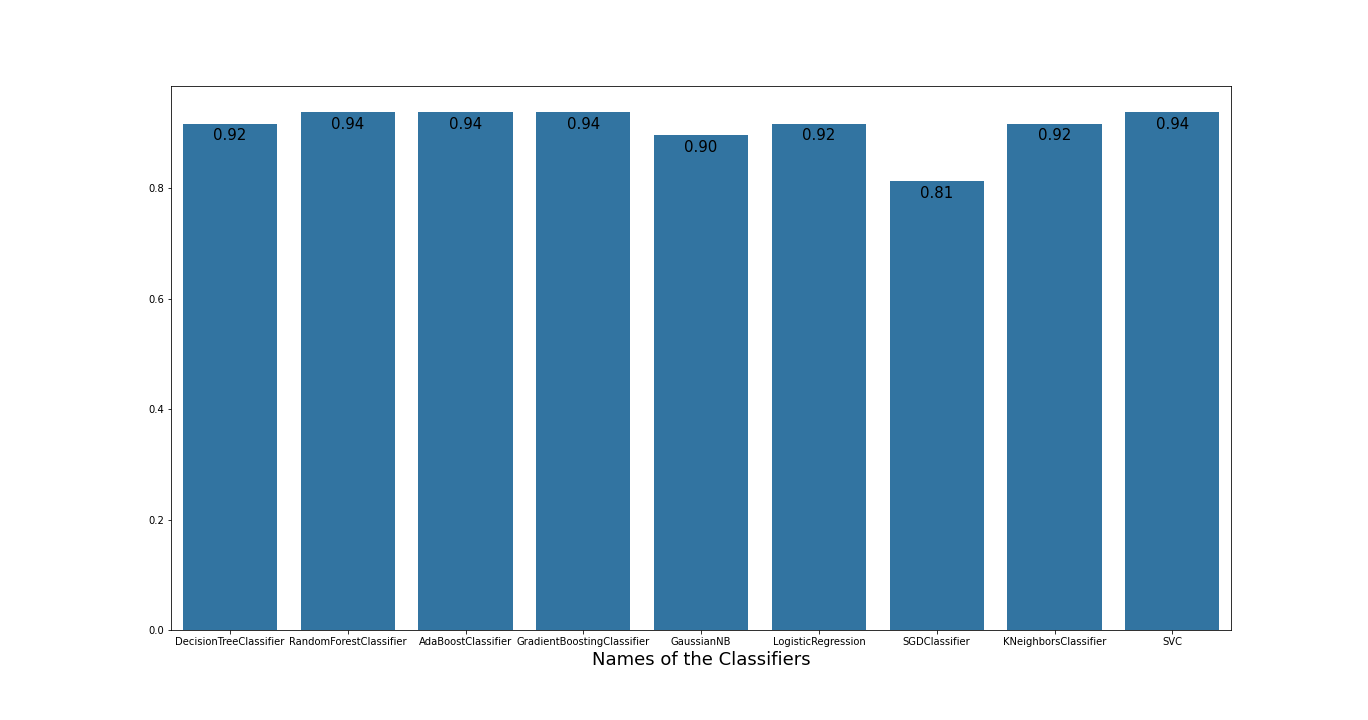 0.92 0.94 0.94 0.94 0.90 0.92 0.81 0.92 0.94
0.8
0.6
0.4
0.2
0.0
DecisionTreeClassifier RandomForestClassifier AdaBoostClassifier GradientBoostingClassifier GaussianNB LogisticRegression SGDClassifier KNeighborsClassifier SVC
Names of the Classifiers